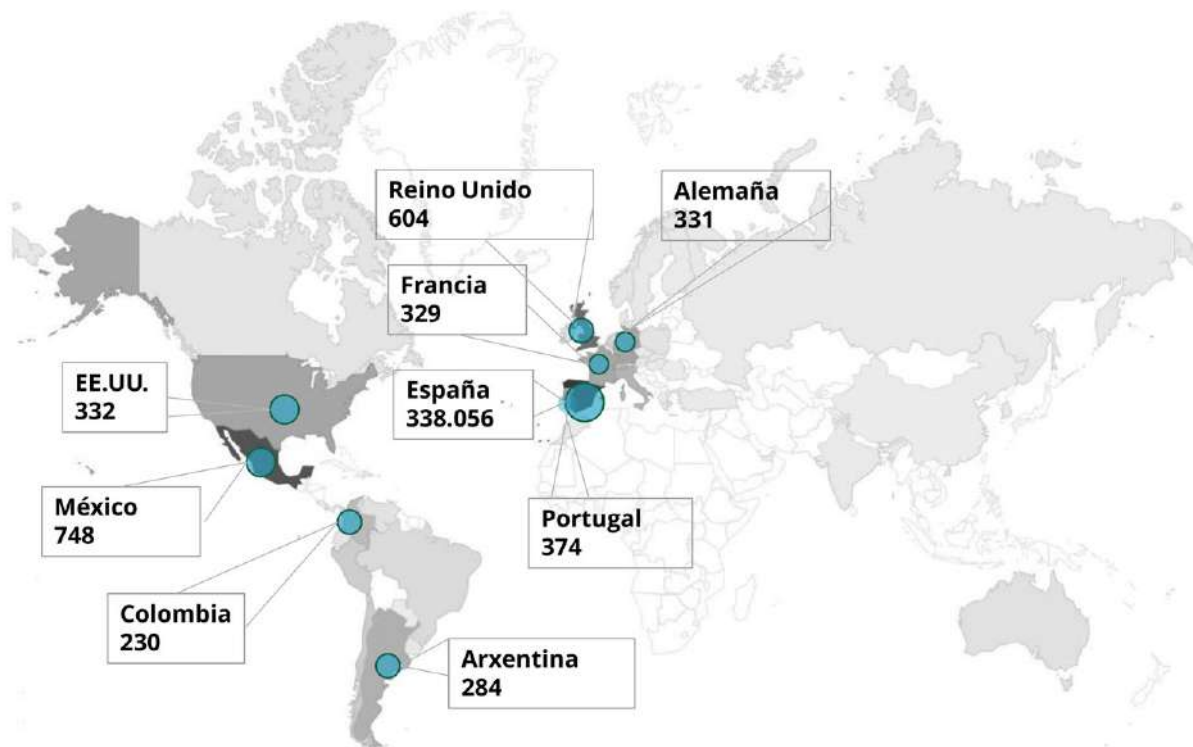 Reino Unido
604
Alemaña
331
Francia
329
EE.UU.
332
España
338.056
México
748
Portugal
374
Colombia
230
Arxentina
284